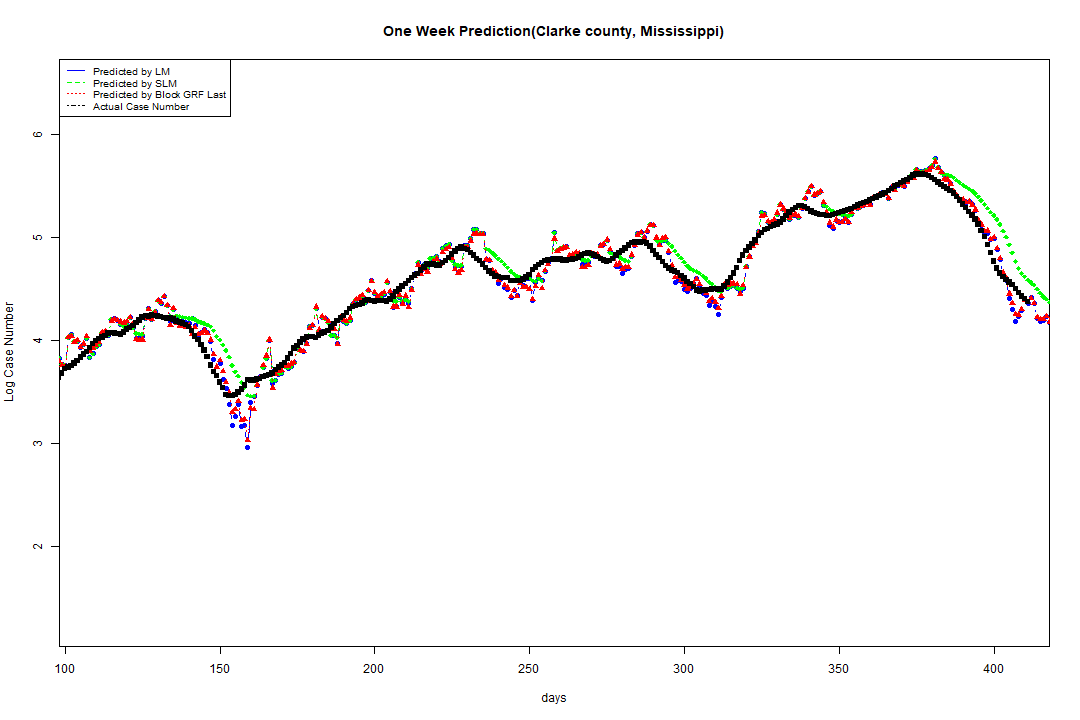 One Week Prediction(Clarke county, Mississippi)
Predicted by LM
Predicted by SLM
Predicted by Block GRF Last
Actual Case Number
6
5
4
3
2
Log Case Number
100 150 200 250 300 350 400
days